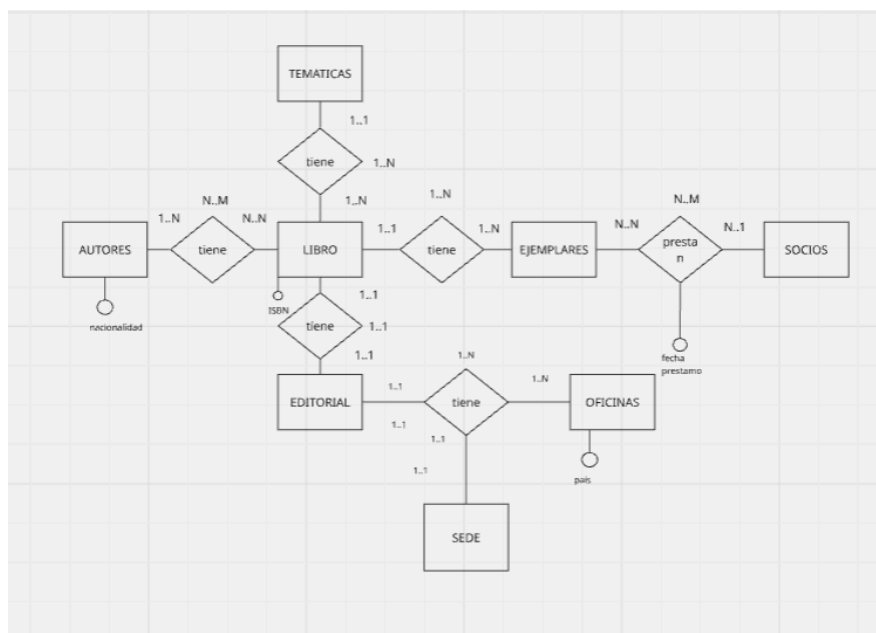 TEMATICAS
1..1
tiene
1..N
N..M
1..N
1..N
1..N
N..N
1..1
1..N
N..M
N..N
N..1
AUTORES
tiene
LIBRO
tiene
EJEMPLARES
presta
n
SOCIOS
nacionalidad
ISBN
1..1
tiene
1..1
1..1
fecha
prestamo
1..N
1..1
1..N
EDITORIAL
tiene
OFICINAS
1..1
1..1
1..1
país
SEDE